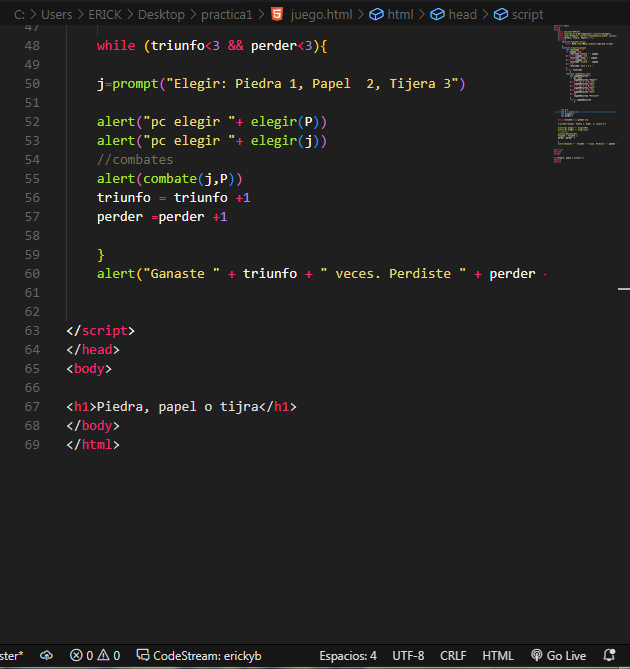 C: > Users > ERICK > Desktop > practica1 > juego.html > html > head > script
47
48 while (triunfo<3 && perder<3){
49
50 j=prompt("Elegir: Piedra 1, Papel  2, Tijera 3")
51
52 alert("pc elegir "+ elegir(P))
53 alert("pc elegir "+ elegir(j))
54 //combates
55 alert(combate(j,P))
56 triunfo = triunfo +1
57 perder =perder +1
58
59 }
60 alert("Ganaste " + triunfo + " veces. Perdiste " + perder
61
62
63 </script>
64 </head>
65 <body>
66
67 <h1>Piedra, papel o tijra</h1>
68 </body>
69 </html>
ster* 0 0 CodeStream: erickyb Espacios: 4 UTF-8 CRLF HTML Go Live